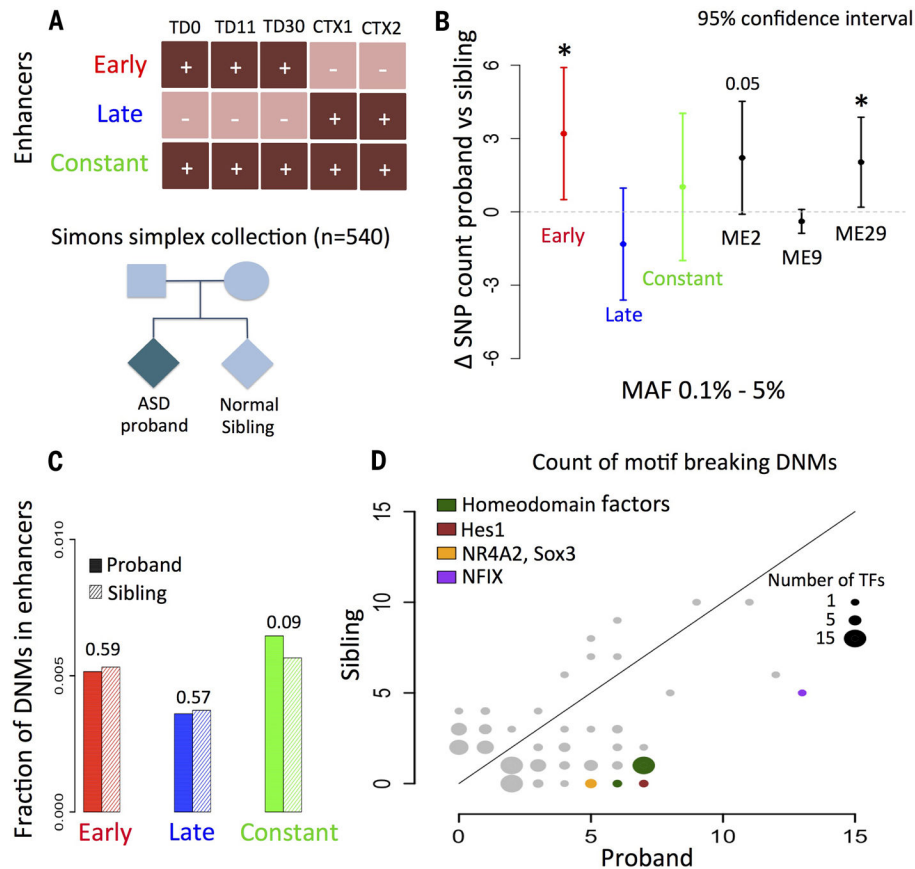 A
TD0 TD11 TD30 CTX1 CTX2
Enhancers
Early + + + - -
Late - - - + +
Constant + + + + +
Simons simplex collection (n=540)
ASD
proband
Normal
Sibling
B
95% confidence interval
Δ SNP count proband vs sibling
6
3
0
-3
-6
*
Early
Late
Constant
0.05
ME2
ME9
*
ME29
MAF 0.1% - 5%
C
Fraction of DNMs in enhancers
0.010
0.005
0.000
Proband
Sibling
0.59
0.57
0.09
Early Late Constant
D
Count of motif breaking DNMs
Homeodomain factors
Hes1
NR4A2, Sox3
NFIX
Number of TFs
1
5
15
Sibling
15
10
5
0
0 5 10 15
Proband